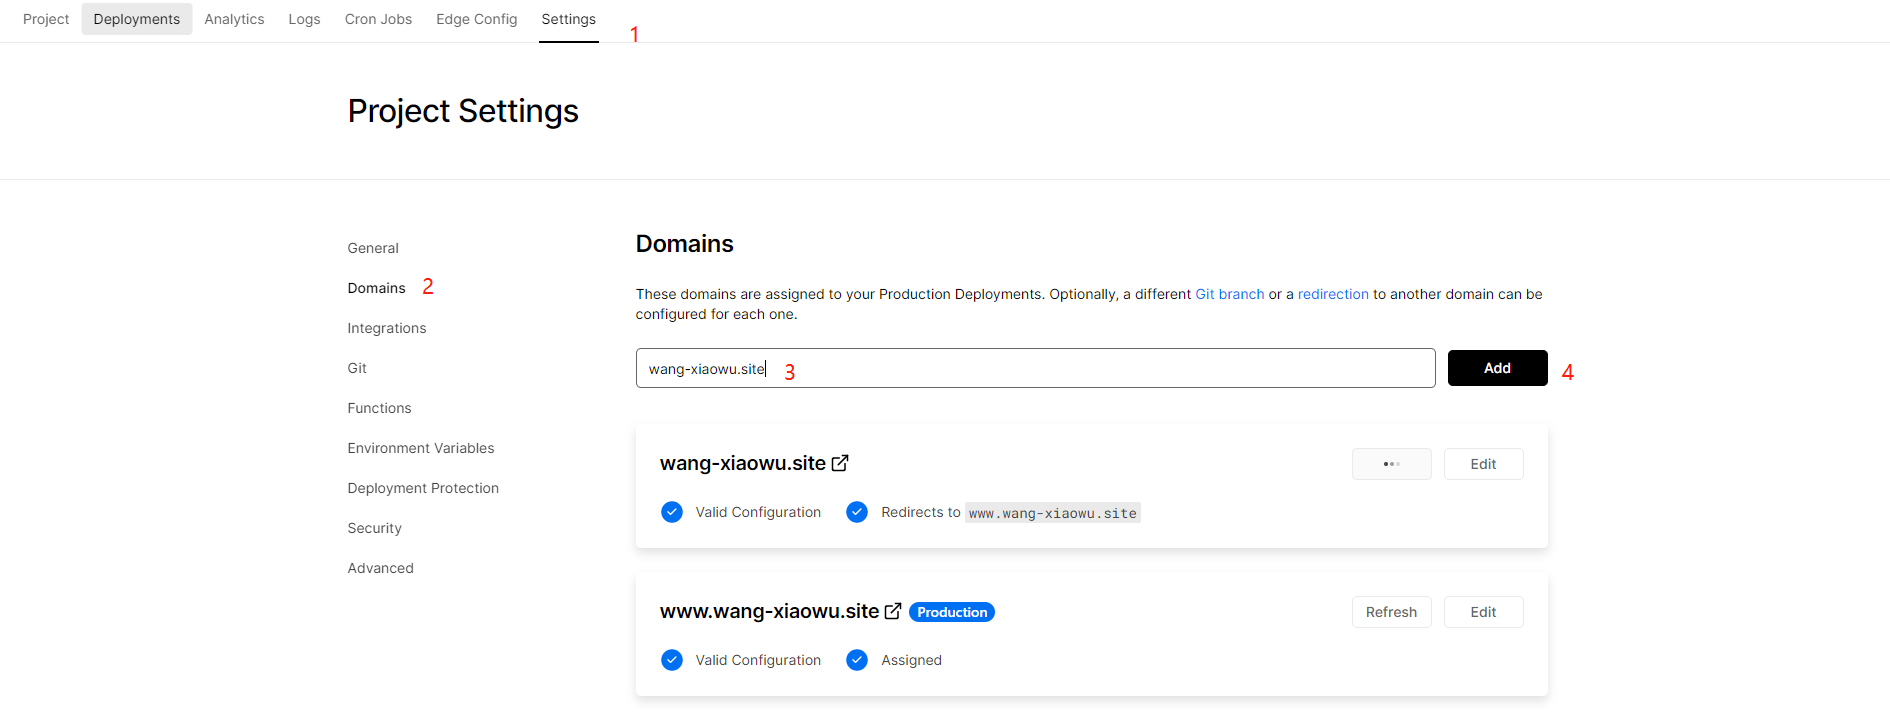 Project Deployments Analytics Logs Cron Jobs Edge Config Settings 1
Project Settings
General
Domains 2
Integrations
Git
Functions
Environment Variables
Deployment Protection
Security
Advanced
Domains
These domains are assigned to your Production Deployments. Optionally, a different Git branch or a redirection to another domain can be
configured for each one.
wang-xiaowu.site 3 Add 4
wang-xiaowu.site Edit
Valid Configuration Redirects to www.wang-xiaowu.site
www.wang-xiaowu.site Production Refresh Edit
Valid Configuration Assigned